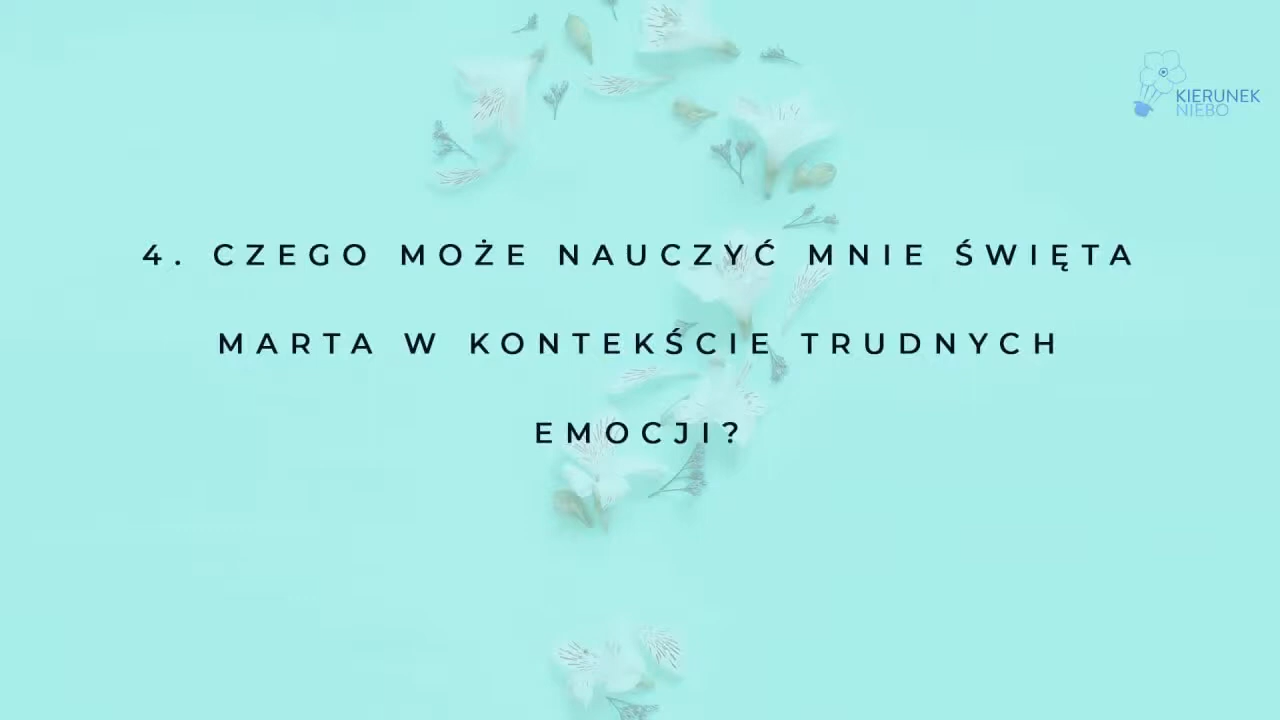 KIERUNEK
NIEBO
4. CZEGO MOŻE NAUCZYĆ MNIE ŚWIĘTA
MARTA W KONTEKŚCIE TRUDNYCH
EMOCJI?